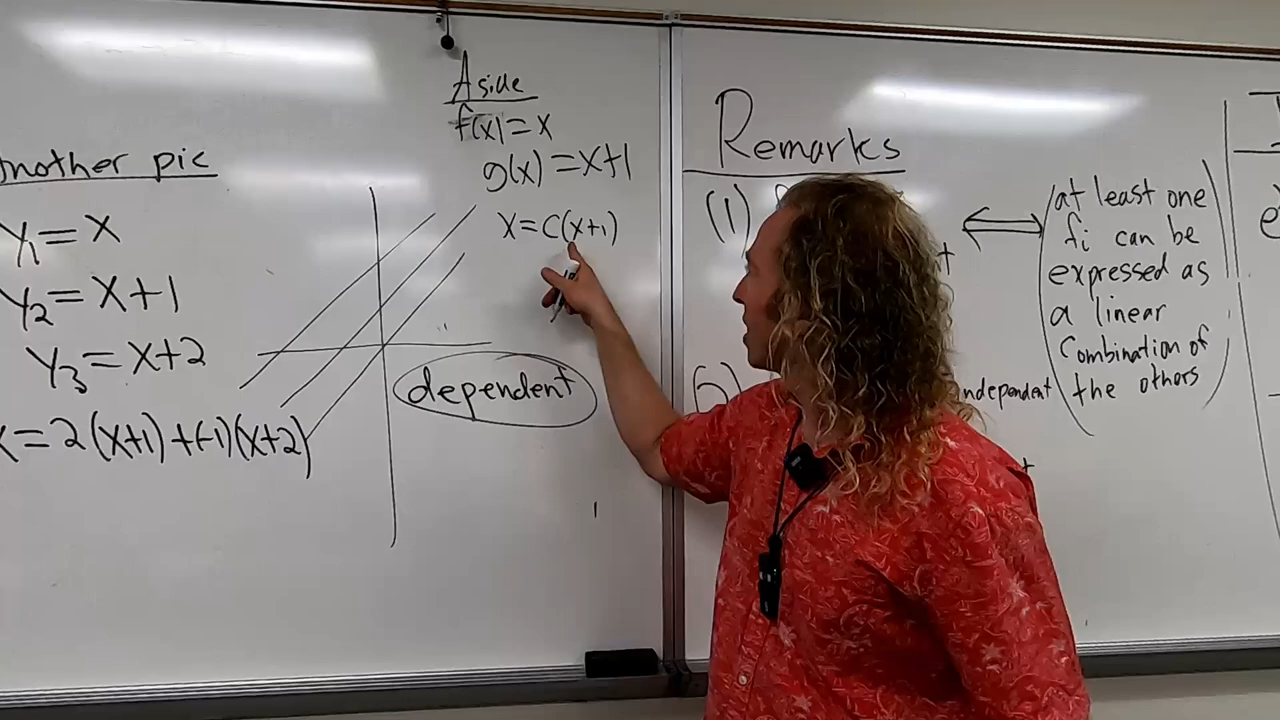 Another pic
y₁ = x
y₂ = x+1
y₃ = x+2
x = 2(x+1)+(-1)(x+2)
dependent
Aside
f(x) = x
g(x) = x+1
x = c(x+1)
Remarks
(1)
⟺
at least one
fi can be
expressed as
a linear
combination of
the others
independent